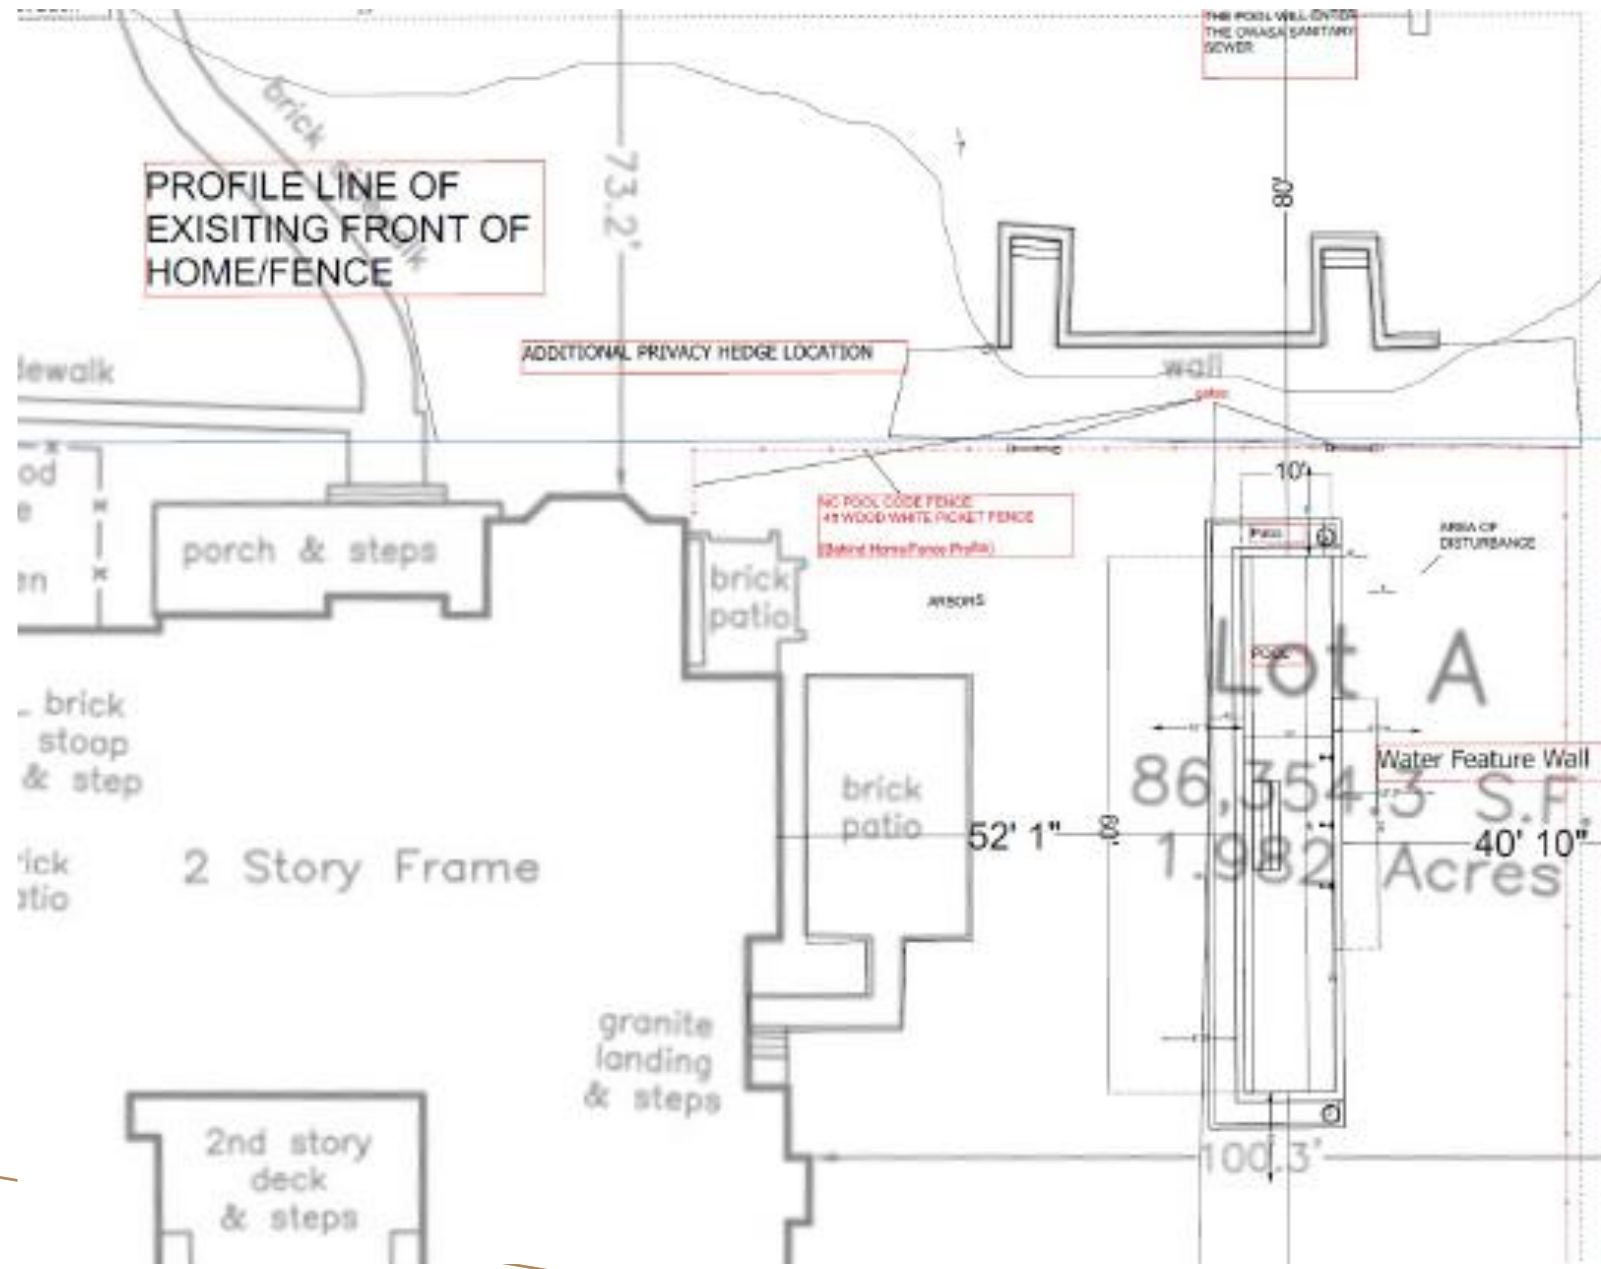 THE POOL WILL ENTER
THE OWASA SANITARY
SEWER
brick
PROFILE LINE OF
EXISITING FRONT OF
HOME/FENCE
73.2'
80'
ADDITIONAL PRIVACY HEDGE LOCATION
wall
gates
10'
NC POOL CODE FENCE
WOOD WHITE PICKET FENCE
(Behind Home/Fence Profile)
AREA OF
DISTURBANCE
porch & steps
brick
patio
ARBORS
POOL
Lot A
86,354.3 S.F
1.982 Acres
Water Feature Wall
brick
stoop
& step
brick
patio
52' 1"
60'
40' 10"
2 Story Frame
granite
landing
& steps
100.3'
2nd story
deck
& steps